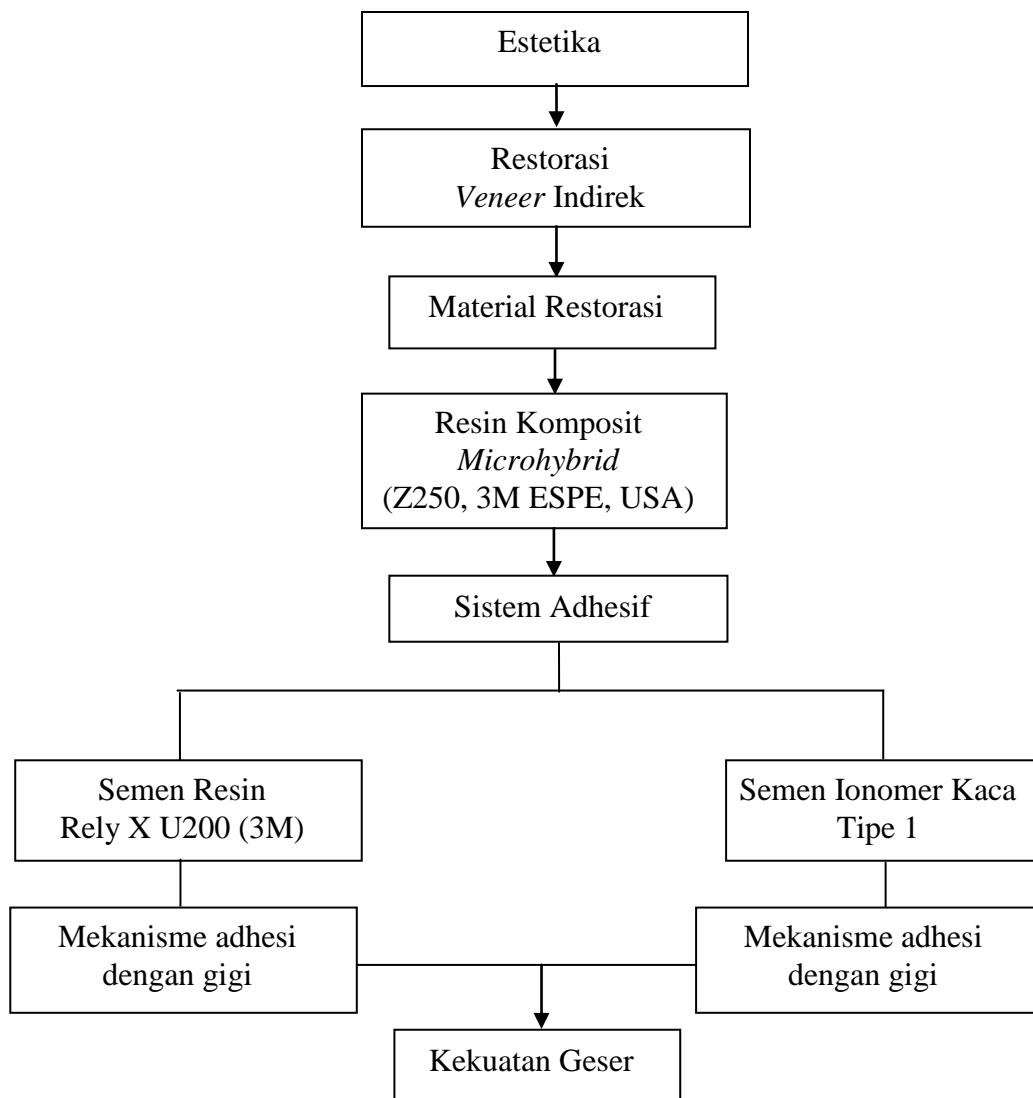 Estetika
Restorasi
Veneer Indirek
Material Restorasi
Resin Komposit
Microhybrid
(Z250, 3M ESPE, USA)
Sistem Adhesif
Semen Resin
Rely X U200 (3M)
Semen Ionomer Kaca
Tipe 1
Mekanisme adhesi
dengan gigi
Mekanisme adhesi
dengan gigi
Kekuatan Geser